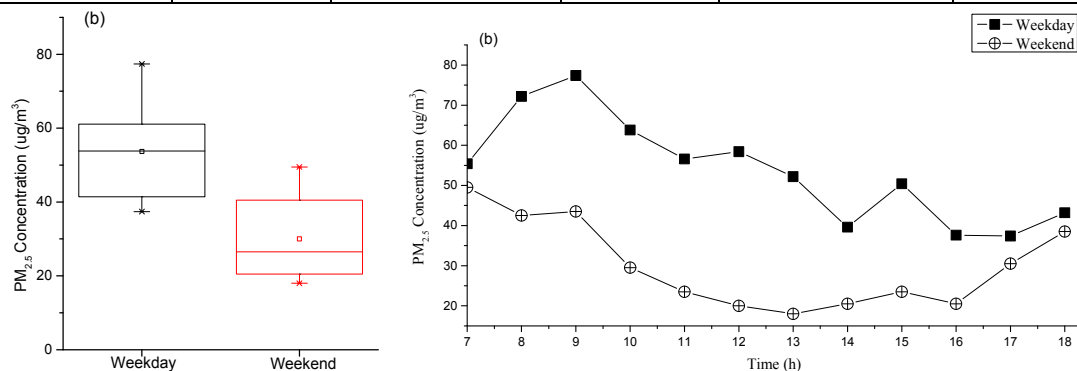 (b)
PM2.5 Concentration (ug/m3)
80
60
40
20
0
Weekday
Weekend
(b)
Weekday
Weekend
PM2.5 Concentration (ug/m3)
80
70
60
50
40
30
20
7 8 9 10 11 12 13 14 15 16 17 18
Time (h)